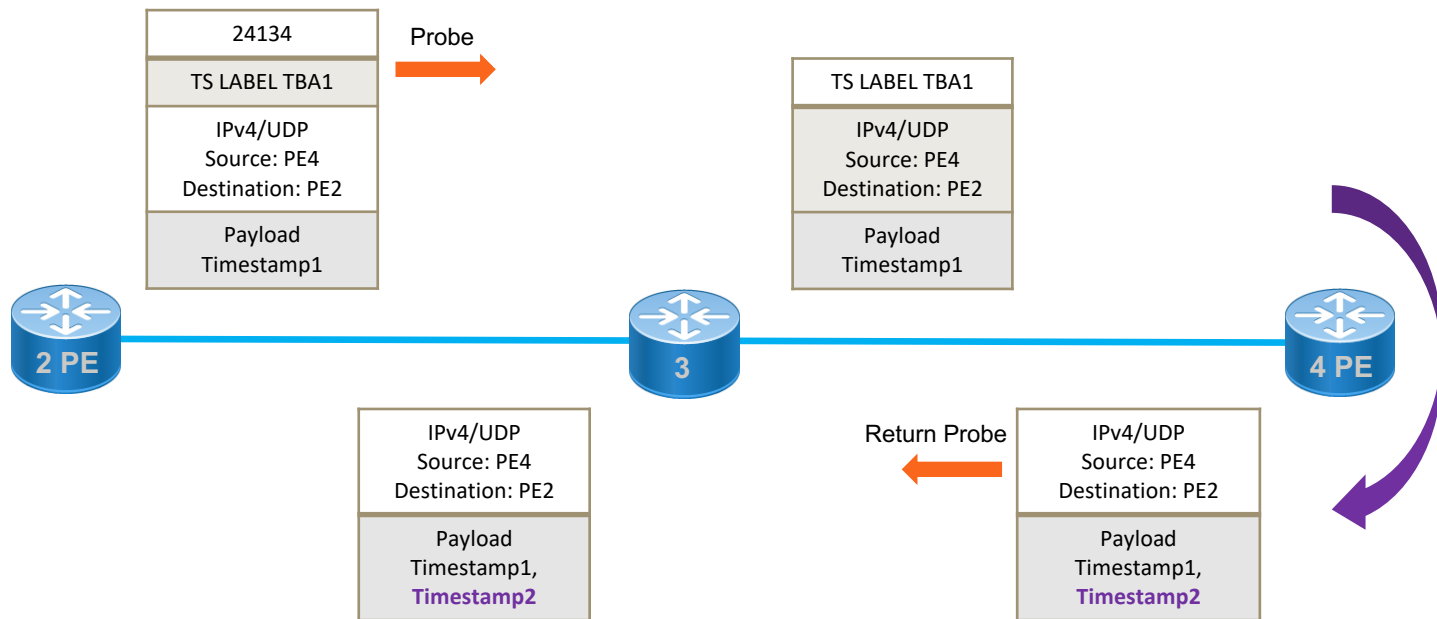 24134
TS LABEL TBA1
IPv4/UDP
Source: PE4
Destination: PE2
Payload
Timestamp1
Probe
TS LABEL TBA1
IPv4/UDP
Source: PE4
Destination: PE2
Payload
Timestamp1
2 PE
3
4 PE
IPv4/UDP
Source: PE4
Destination: PE2
Payload
Timestamp1,
Timestamp2
Return Probe
IPv4/UDP
Source: PE4
Destination: PE2
Payload
Timestamp1,
Timestamp2